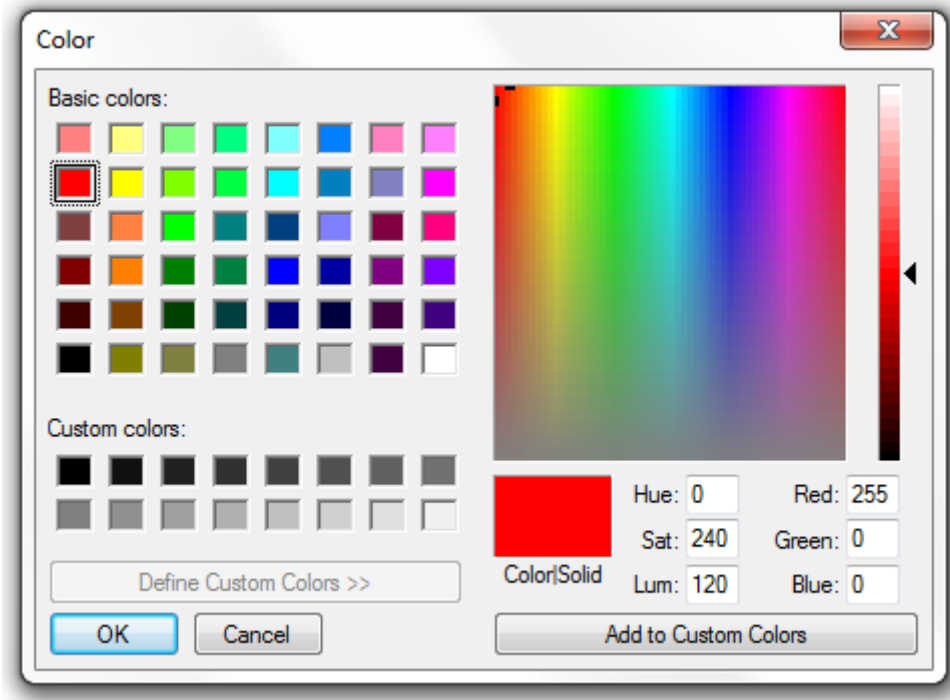 Color
Basic colors:
Custom colors:
Define Custom Colors >>
OK
Cancel
Color|Solid
Hue: 0
Sat: 240
Lum: 120
Red: 255
Green: 0
Blue: 0
Add to Custom Colors